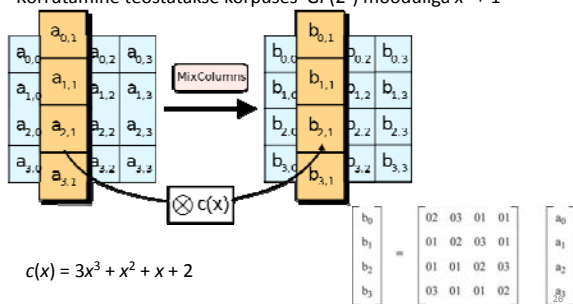 Korrutamine teostatakse korpuses GF(2⁸) mooduliga x⁴ + 1
a0,0 a0,1 a0,2 a0,3
a1,0 a1,1 a1,2 a1,3
a2,0 a2,1 a2,2 a2,3
a3,0 a3,1 a3,2 a3,3
MixColumns
b0,0 b0,1 b0,2 b0,3
b1,0 b1,1 b1,2 b1,3
b2,0 b2,1 b2,2 b2,3
b3,0 b3,1 b3,2 b3,3
⊗ c(x)
c(x) = 3x³ + x² + x + 2
b0 02 03 01 01 a0
b1 = 01 02 03 01 a1
b2 01 01 02 03 a2
b3 03 01 01 02 a3